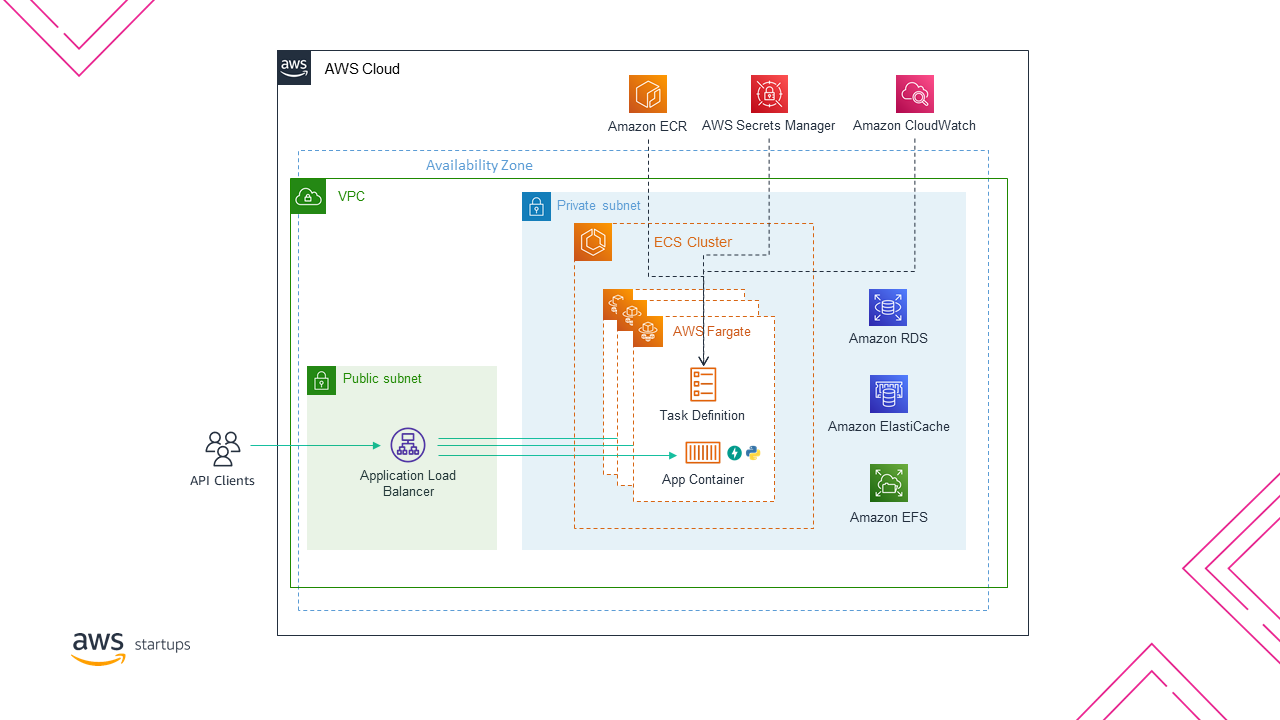 aws
AWS Cloud
Amazon ECR
AWS Secrets Manager
Amazon CloudWatch
Availability Zone
VPC
Private subnet
ECS Cluster
AWS Fargate
Amazon RDS
Task Definition
Amazon ElastiCache
Public subnet
API Clients
Application Load
Balancer
App Container
Amazon EFS
aws startups